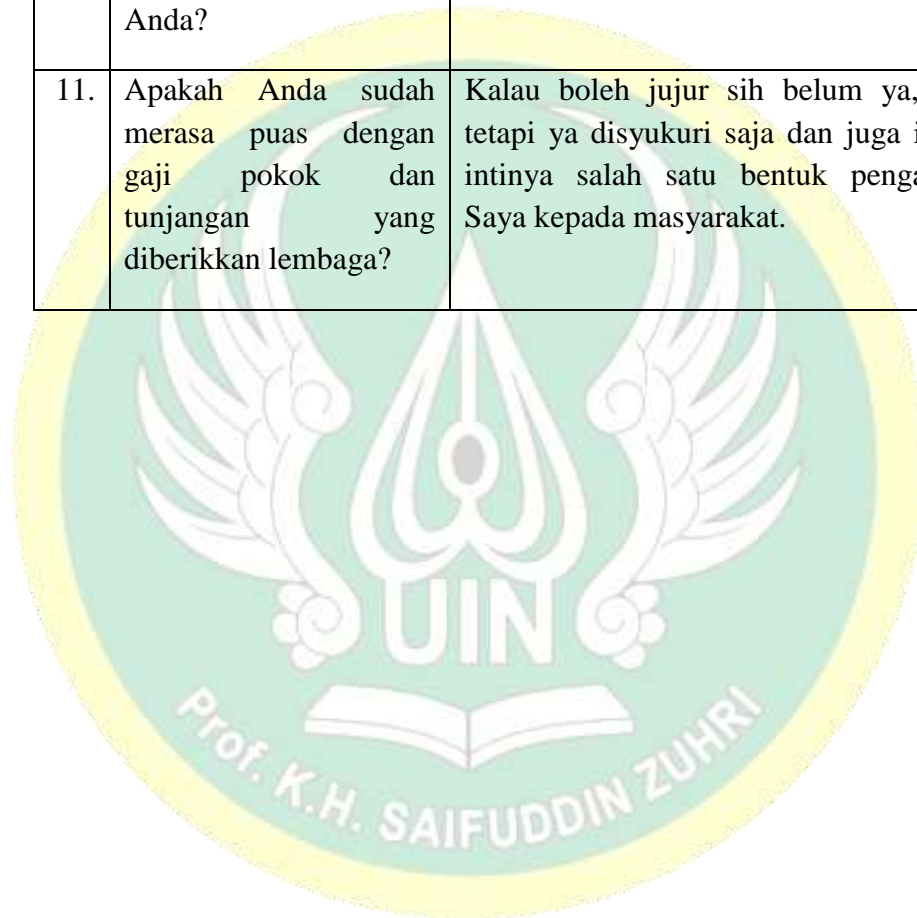 Anda?
11. Apakah Anda sudah Kalau boleh jujur sih belum ya,
merasa puas dengan tetapi ya disyukuri saja dan juga
gaji pokok dan intinya salah satu bentuk
tunjangan yang Saya kepada masyarakat.
diberikkan lembaga?
UIN
Prof. K.H. SAIFUDDIN ZUHRI